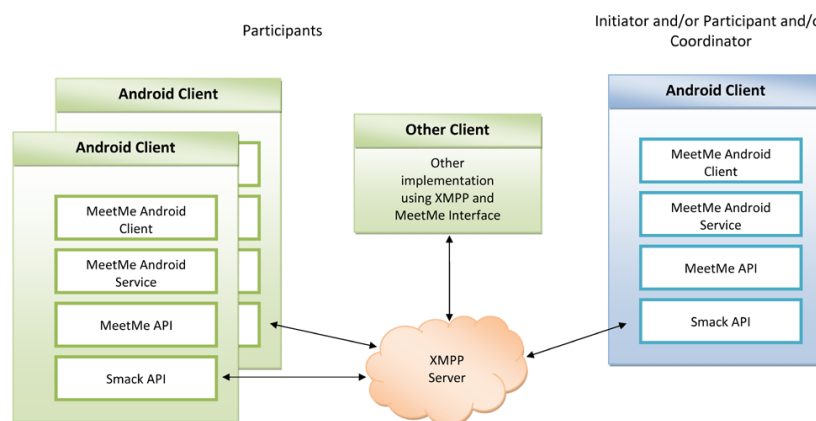 Participants
Initiator and/or Participant and/o
Coordinator
Android Client
Android Client
MeetMe Android
Client
MeetMe Android
Service
MeetMe API
Smack API
Other Client
Other
implementation
using XMPP and
MeetMe Interface
XMPP
Server
Android Client
MeetMe Android
Client
MeetMe Android
Service
MeetMe API
Smack API